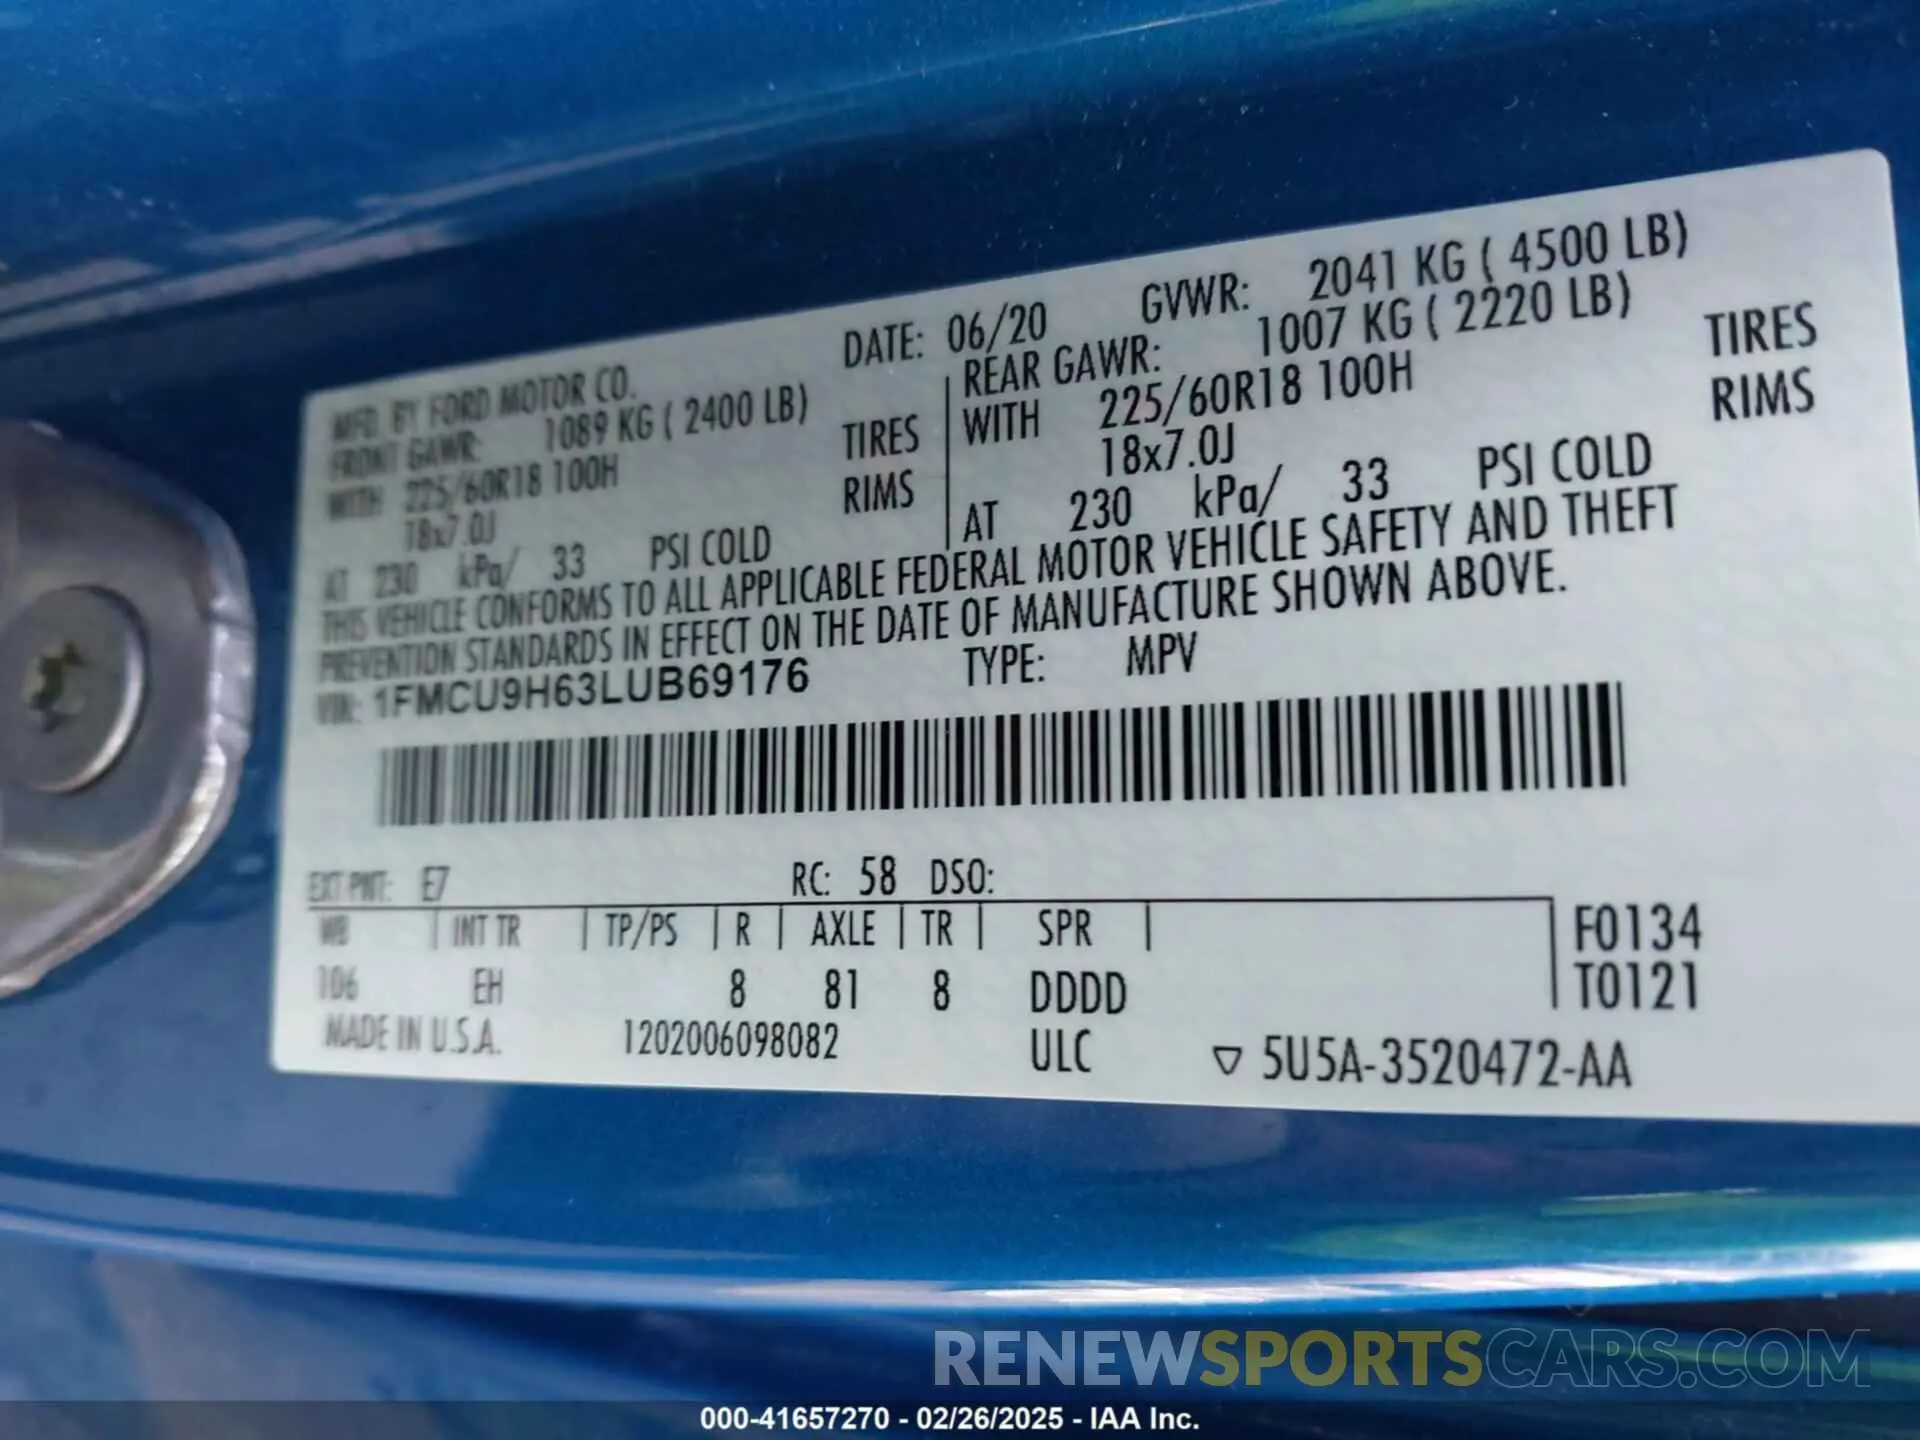 MFD. BY FORD MOTOR CO. DATE: 06/20 GVWR: 2041 KG ( 4500 LB)
FRONT GAWR: 1089 KG ( 2400 LB) REAR GAWR: 1007 KG ( 2220 LB)
WITH 225/60R18 100H TIRES WITH 225/60R18 100H TIRES
18x7.0J RIMS 18x7.0J RIMS
AT 230 kPa/ 33 PSI COLD AT 230 kPa/ 33 PSI COLD
THIS VEHICLE CONFORMS TO ALL APPLICABLE FEDERAL MOTOR VEHICLE SAFETY AND THEFT
PREVENTION STANDARDS IN EFFECT ON THE DATE OF MANUFACTURE SHOWN ABOVE.
VIN: 1FMCU9H63LUB69176 TYPE: MPV
EXT PNT: E7 RC: 58 DSO:
WB | INT TR | TP/PS | R | AXLE | TR | SPR | F0134
106 EH 8 81 8 DDDD T0121
MADE IN U.S.A. 1202006098082 ULC ▽ 5U5A-3520472-AA
RENEWSPORTSCARS.COM
000-41657270 - 02/26/2025 - IAA Inc.